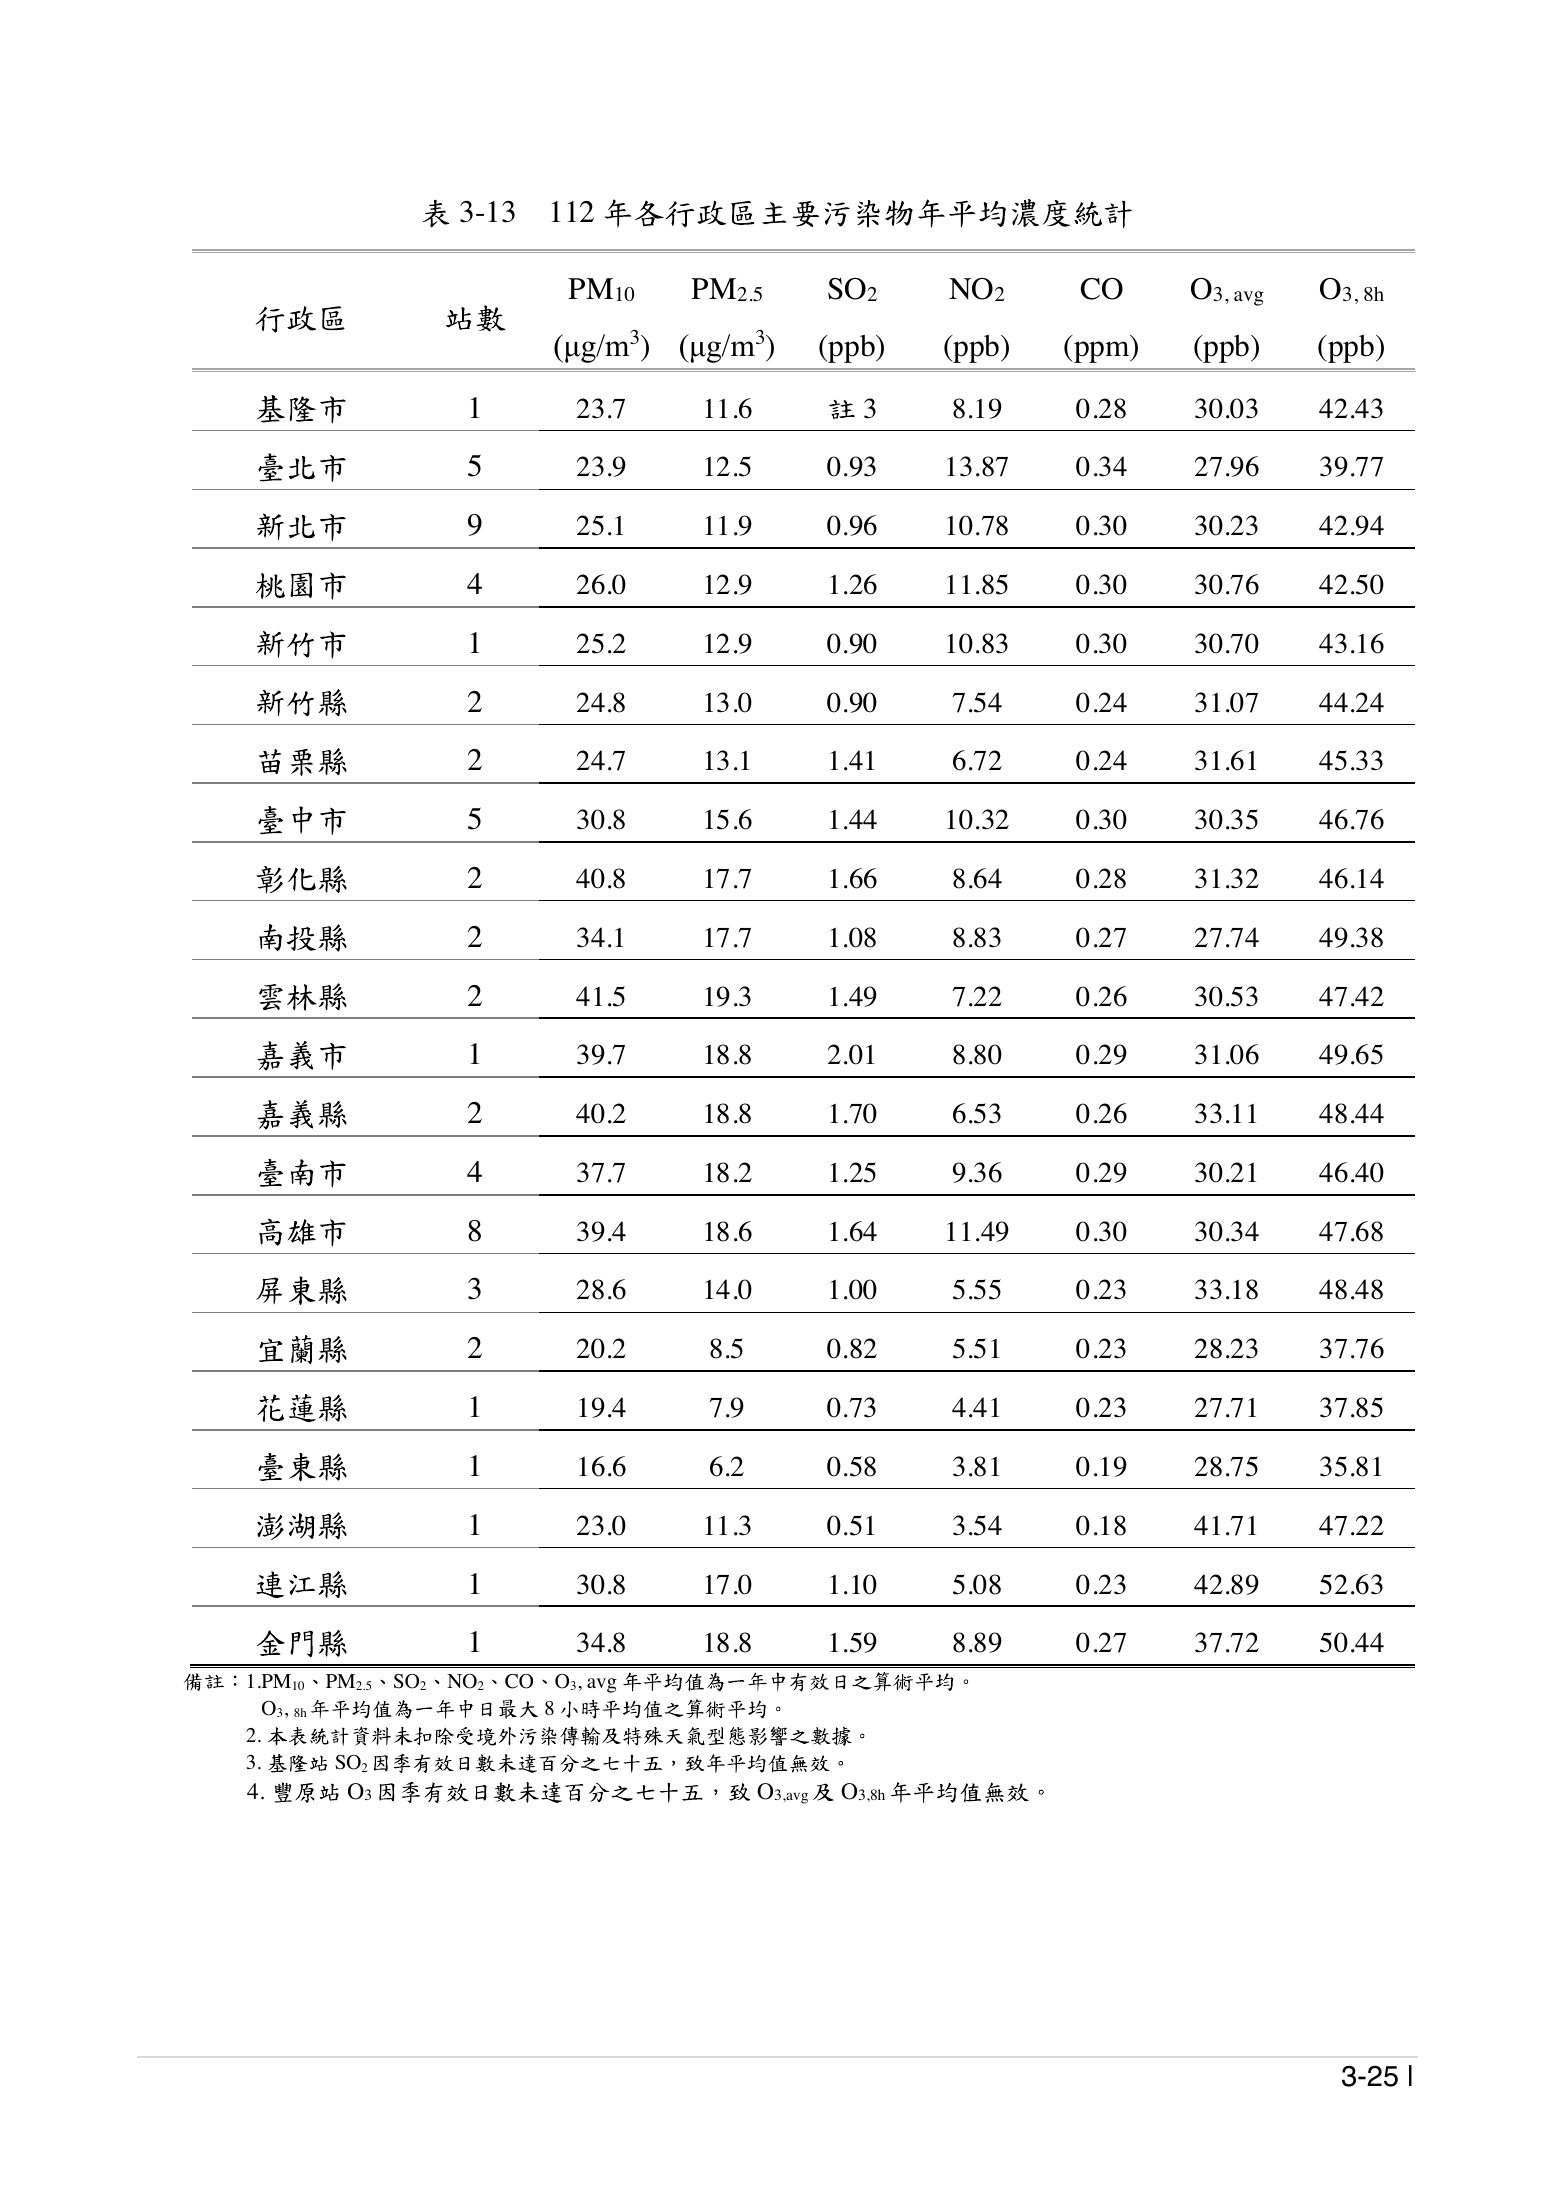 表 3-13 112 年各行政區主要污染物年平均濃度統計
行政區 站數 PM10 PM2.5 SO2 NO2 CO O3, avg O3, 8h
(μg/m3) (μg/m3) (ppb) (ppb) (ppm) (ppb) (ppb)
基隆市 1 23.7 11.6 註 3 8.19 0.28 30.03 42.43
臺北市 5 23.9 12.5 0.93 13.87 0.34 27.96 39.77
新北市 9 25.1 11.9 0.96 10.78 0.30 30.23 42.94
桃園市 4 26.0 12.9 1.26 11.85 0.30 30.76 42.50
新竹市 1 25.2 12.9 0.90 10.83 0.30 30.70 43.16
新竹縣 2 24.8 13.0 0.90 7.54 0.24 31.07 44.24
苗栗縣 2 24.7 13.1 1.41 6.72 0.24 31.61 45.33
臺中市 5 30.8 15.6 1.44 10.32 0.30 30.35 46.76
彰化縣 2 40.8 17.7 1.66 8.64 0.28 31.32 46.14
南投縣 2 34.1 17.7 1.08 8.83 0.27 27.74 49.38
雲林縣 2 41.5 19.3 1.49 7.22 0.26 30.53 47.42
嘉義市 1 39.7 18.8 2.01 8.80 0.29 31.06 49.65
嘉義縣 2 40.2 18.8 1.70 6.53 0.26 33.11 48.44
臺南市 4 37.7 18.2 1.25 9.36 0.29 30.21 46.40
高雄市 8 39.4 18.6 1.64 11.49 0.30 30.34 47.68
屏東縣 3 28.6 14.0 1.00 5.55 0.23 33.18 48.48
宜蘭縣 2 20.2 8.5 0.82 5.51 0.23 28.23 37.76
花蓮縣 1 19.4 7.9 0.73 4.41 0.23 27.71 37.85
臺東縣 1 16.6 6.2 0.58 3.81 0.19 28.75 35.81
澎湖縣 1 23.0 11.3 0.51 3.54 0.18 41.71 47.22
連江縣 1 30.8 17.0 1.10 5.08 0.23 42.89 52.63
金門縣 1 34.8 18.8 1.59 8.89 0.27 37.72 50.44
備註：1.PM10、PM2.5、SO2、NO2、CO、O3, avg 年平均值為一年中有效日之算術平均。
O3, 8h 年平均值為一年中日最大 8 小時平均值之算術平均。
2. 本表統計資料未扣除受境外污染傳輸及特殊天氣型態影響之數據。
3. 基隆站 SO2 因季有效日數未達百分之七十五，致年平均值無效。
4. 豐原站 O3 因季有效日數未達百分之七十五，致 O3,avg 及 O3,8h 年平均值無效。
3-25 |